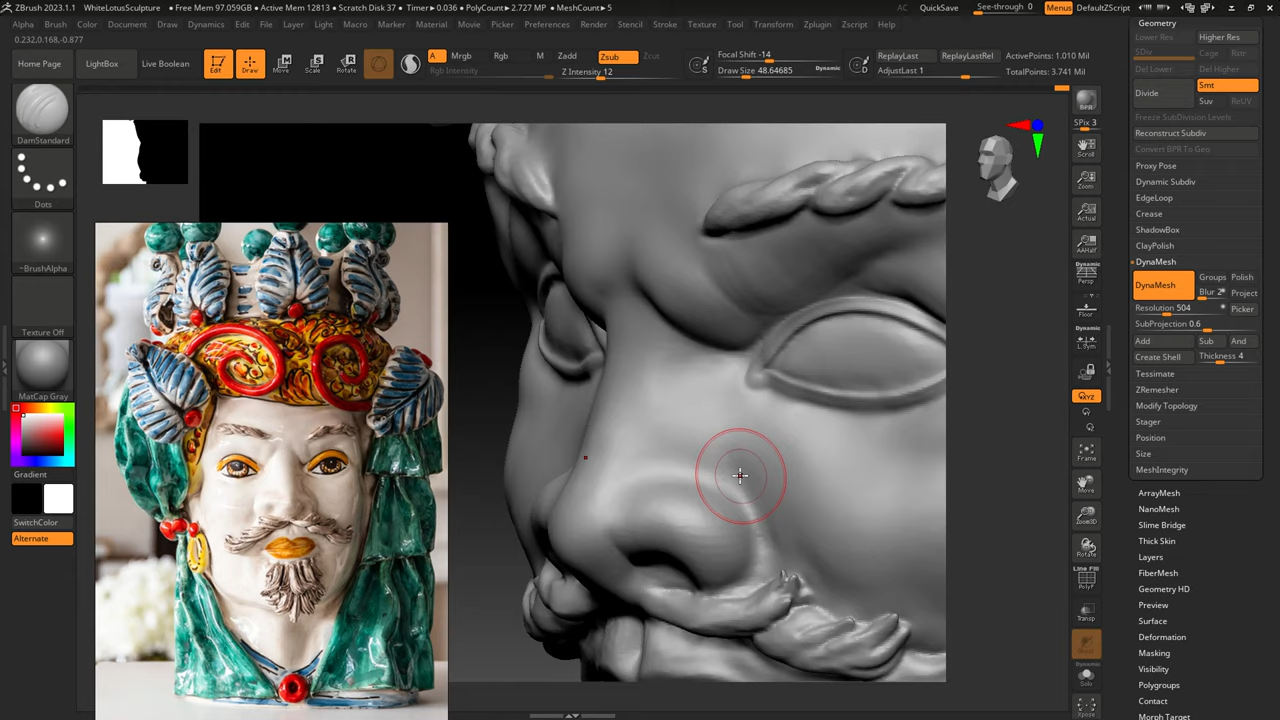 ZBrush 2023.1.1 WhiteLotusSculpture ● Free Mem 97.059GB ● Active Mem 12813 ● Scratch Disk 37 ● Timer▸0.036 ● PolyCount▸2.727 MP ● MeshCount▸5 AC QuickSave See-through 0 Menus DefaultZScript
Alpha Brush Color Document Draw Dynamics Edit File Layer Light Macro Marker Material Movie Picker Preferences Render Stencil Stroke Texture Tool Transform Zplugin Zscript Help
0.232,0.168,-0.877
Home Page LightBox Live Boolean Edit Draw Move Scale Rotate
A Mrgb Rgb M Zadd Zsub Zcut
Rgb Intensity Z Intensity 12
S Focal Shift -14
Draw Size 48.64685 Dynamic
D ReplayLast ReplayLastRel
AdjustLast 1
ActivePoints: 1.010 Mil
TotalPoints: 3.741 Mil
DamStandard
Dots
~BrushAlpha
Texture Off
MatCap Gray
Gradient
SwitchColor
Alternate
BPR
SPix 3
Scroll
Zoom
Actual
AAHalf
Dynamic
Persp
Floor
Dynamic
L.Sym
XYZ
Frame
Move
Zoom3D
Rotate
Line Fill
PolyF
Transp
Dynamic
Solo
Xpose
Geometry
Lower Res Higher Res
SDiv Cage Rstr
Del Lower Del Higher
Divide Smt
Suv ReUV
Freeze SubDivision Levels
Reconstruct Subdiv
Convert BPR To Geo
Proxy Pose
Dynamic Subdiv
EdgeLoop
Crease
ShadowBox
ClayPolish
DynaMesh
DynaMesh Groups Polish
Blur 2 Project
Resolution 504 Picker
SubProjection 0.6
Add Sub And
Create Shell Thickness 4
Tessimate
ZRemesher
Modify Topology
Stager
Position
Size
MeshIntegrity
ArrayMesh
NanoMesh
Slime Bridge
Thick Skin
Layers
FiberMesh
Geometry HD
Preview
Surface
Deformation
Masking
Visibility
Polygroups
Contact
Morph Target